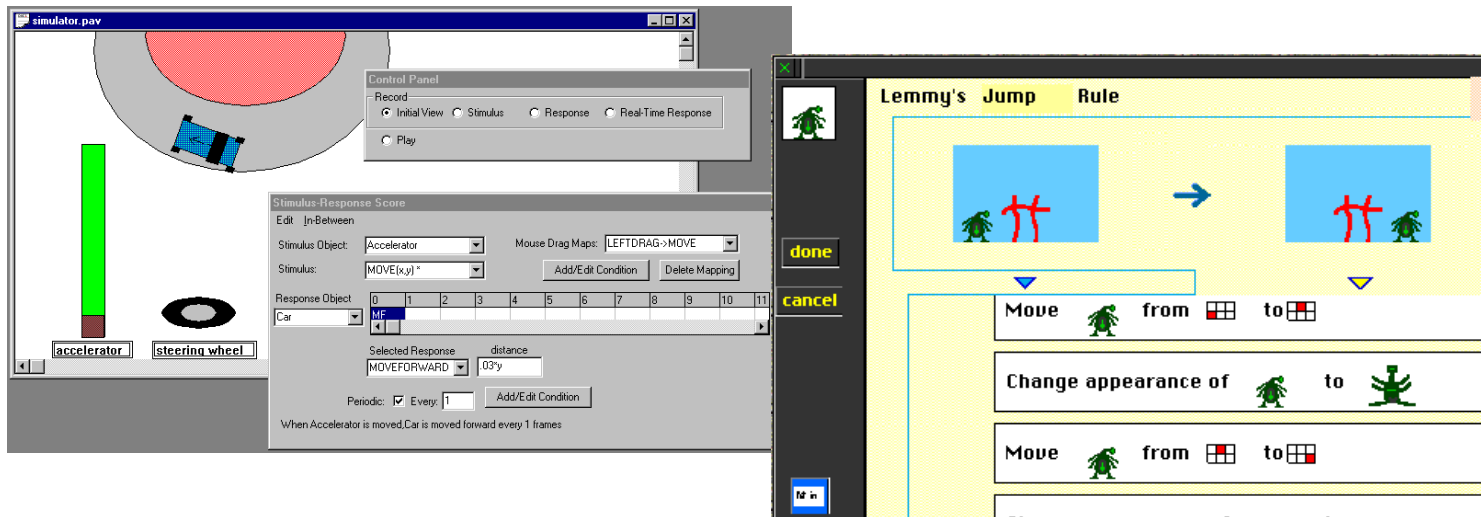 simulator.pav
Control Panel
Record
Initial View Stimulus Response Real-Time Response
Play
accelerator steering wheel
Stimulus-Response Score
Edit In-Between
Stimulus Object: Accelerator Mouse Drag Maps: LEFTDRAG->MOVE
Stimulus: MOVE(x,y) * Add/Edit Condition Delete Mapping
Response Object 0 1 2 3 4 5 6 7 8 9 10 11
Car MF
Selected Response distance
MOVEFORWARD .03*y
Periodic: Every: 1 Add/Edit Condition
When Accelerator is moved,Car is moved forward every 1 frames
Lemmy's Jump Rule
done
cancel
Move from to
Change appearance of to
Move from to